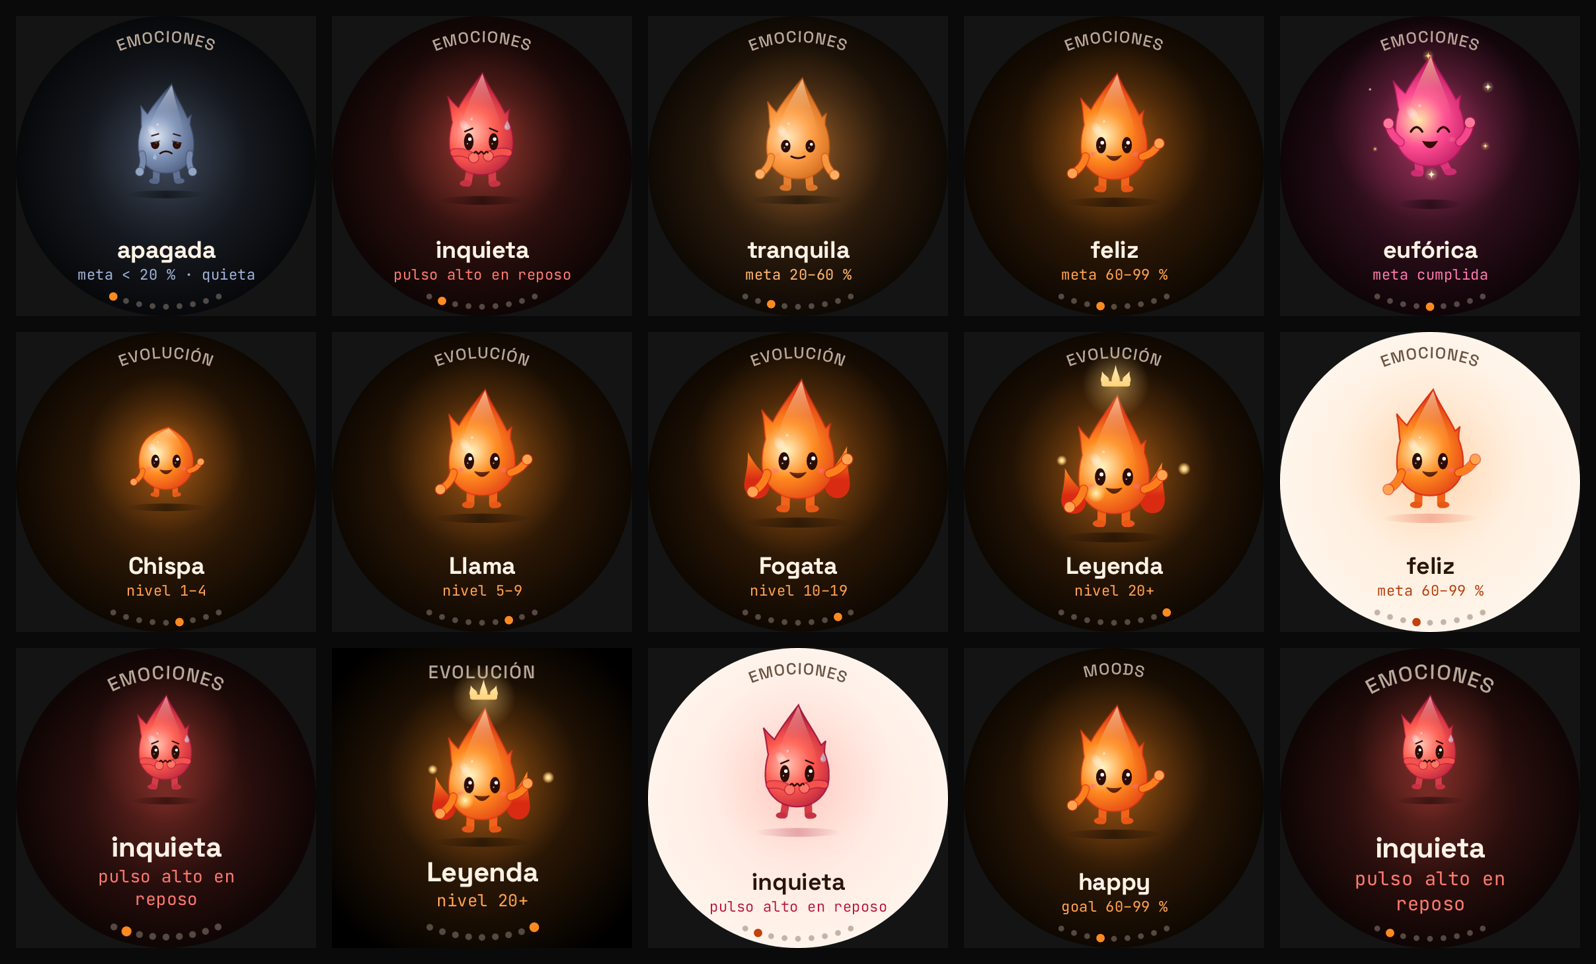 EMOCIONES
apagada
meta < 20 % · quieta
EMOCIONES
inquieta
pulso alto en reposo
EMOCIONES
tranquila
meta 20–60 %
EMOCIONES
feliz
meta 60–99 %
EMOCIONES
eufórica
meta cumplida
EVOLUCIÓN
Chispa
nivel 1–4
EVOLUCIÓN
Llama
nivel 5–9
EVOLUCIÓN
Fogata
nivel 10–19
EVOLUCIÓN
Leyenda
nivel 20+
EMOCIONES
feliz
meta 60–99 %
EMOCIONES
inquieta
pulso alto en
reposo
EVOLUCIÓN
Leyenda
nivel 20+
EMOCIONES
inquieta
pulso alto en reposo
MOODS
happy
goal 60–99 %
EMOCIONES
inquieta
pulso alto en
reposo